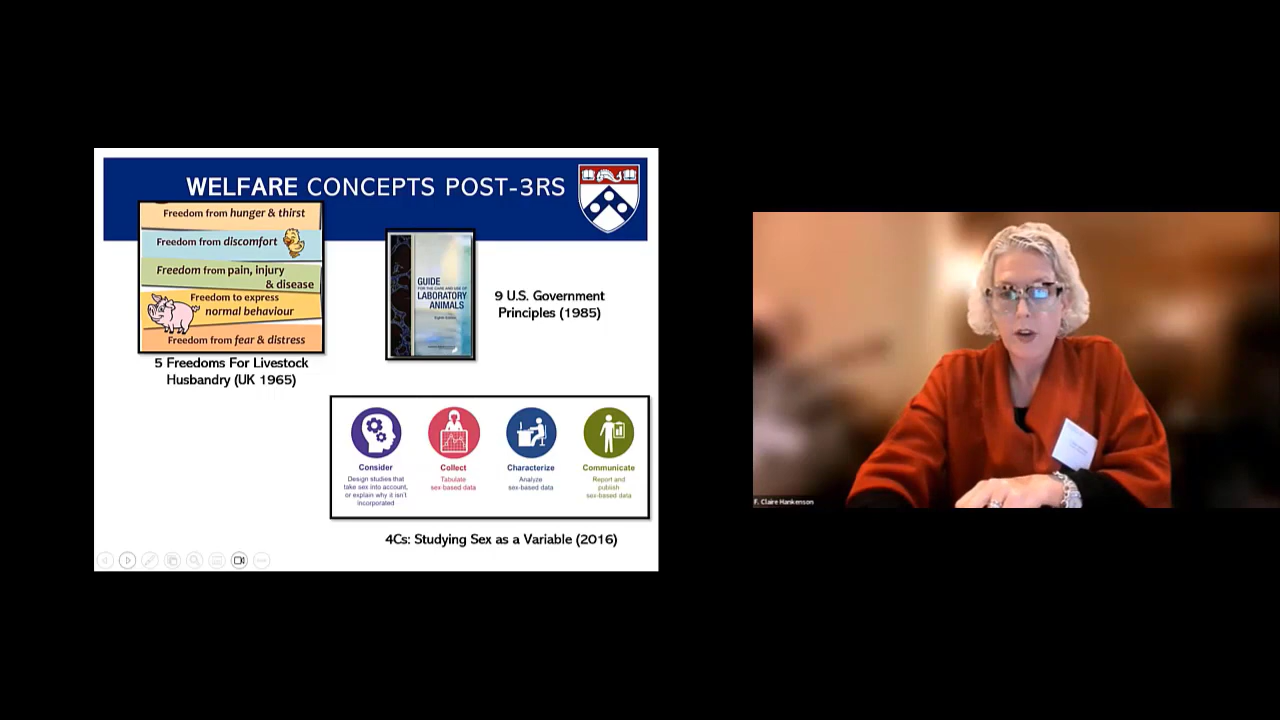 WELFARE CONCEPTS POST-3RS
Freedom from hunger & thirst
Freedom from discomfort
Freedom from pain, injury
& disease
Freedom to express
normal behaviour
Freedom from fear & distress
5 Freedoms For Livestock
Husbandry (UK 1965)
GUIDE
FOR THE CARE AND USE OF
LABORATORY
ANIMALS
Eighth Edition
9 U.S. Government
Principles (1985)
Consider
Design studies that
take sex into account,
or explain why it isn't
incorporated
Collect
Tabulate
sex-based data
Characterize
Analyze
sex-based data
Communicate
Report and
publish
sex-based data
4Cs: Studying Sex as a Variable (2016)
F. Claire Hankenson